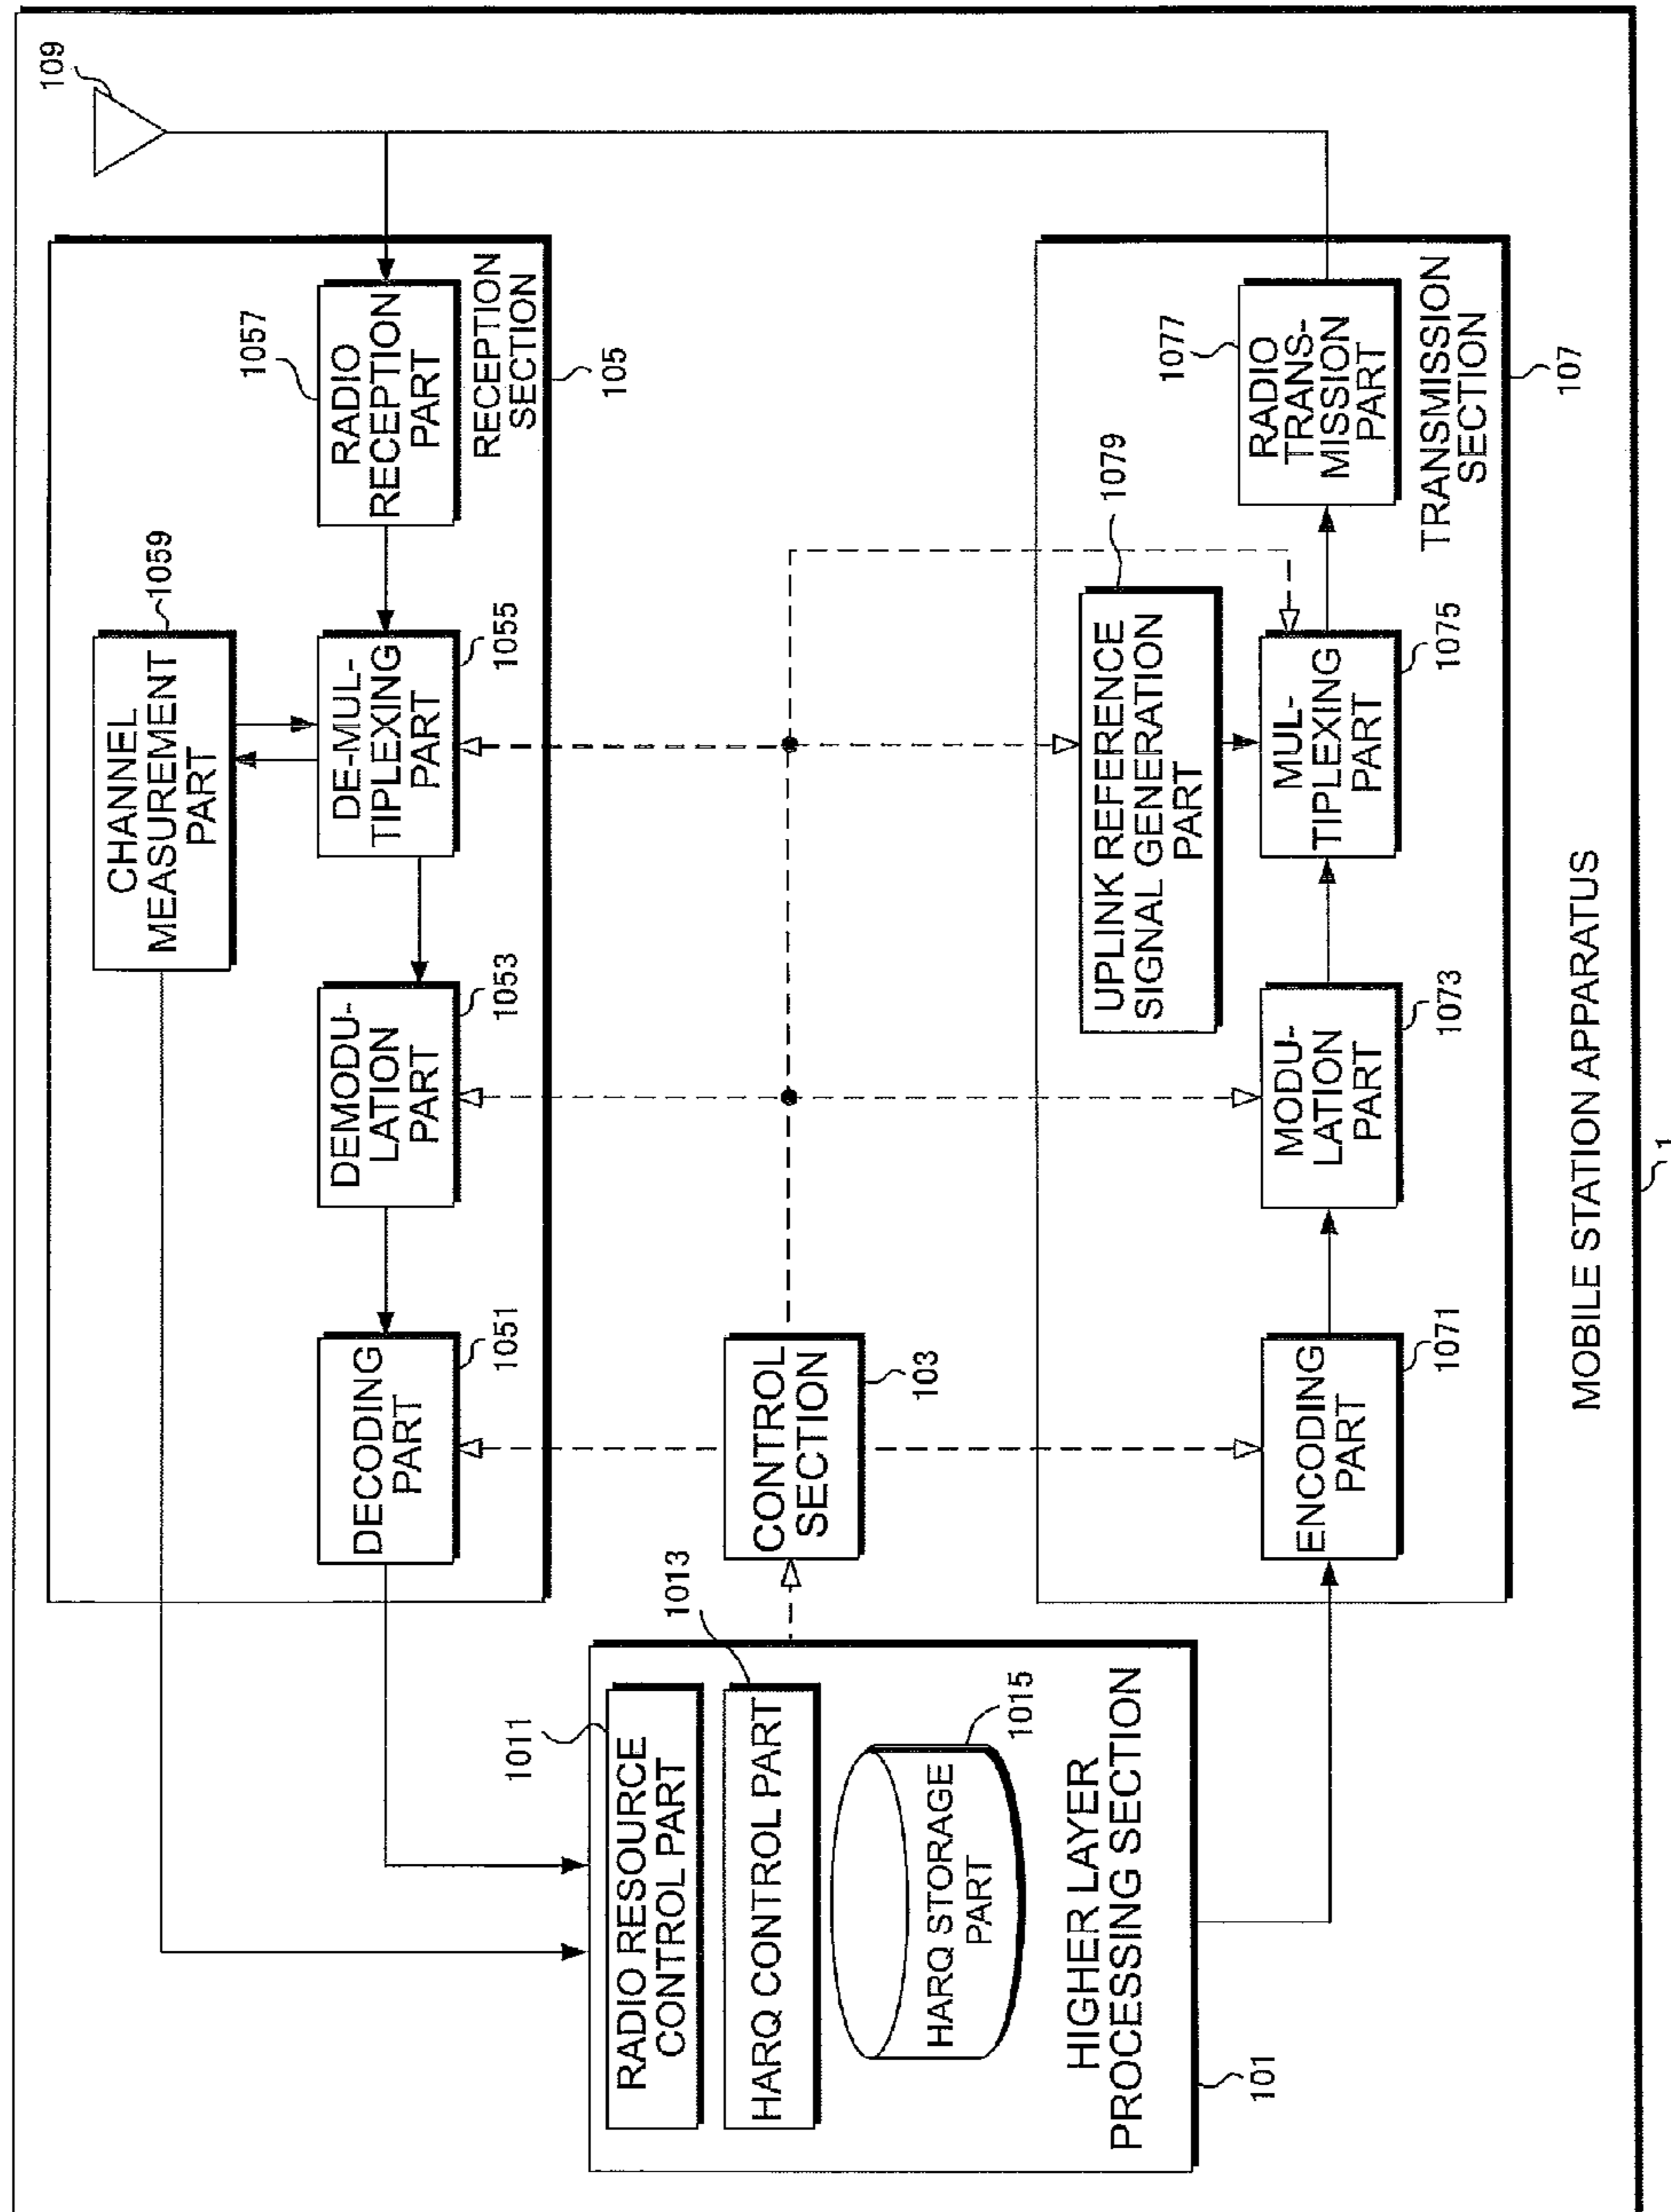 109
1059
CHANNEL
MEASUREMENT
PART
1057
RADIO
RECEPTION
PART
RECEPTION
SECTION
105
DE-MUL-
TIPLEXING
PART
1055
DEMODU-
LATION
PART
1053
DECODING
PART
1051
1011
RADIO RESOURCE
CONTROL PART
1013
HARQ CONTROL PART
1015
HARQ STORAGE
PART
HIGHER LAYER
PROCESSING SECTION
101
CONTROL
SECTION
103
1079
UPLINK REFERENCE
SIGNAL GENERATION
PART
ENCODING
PART
1071
MODU-
LATION
PART
1073
MUL-
TIPLEXING
PART
1075
1077
RADIO
TRANS-
MISSION
PART
TRANSMISSION
SECTION
107
MOBILE STATION APPARATUS
1